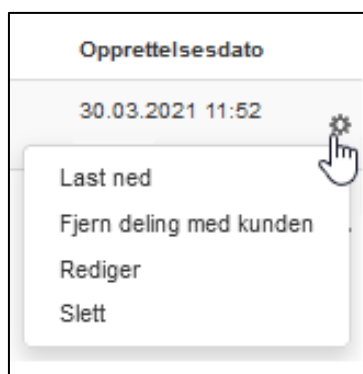 Opprettelsesdato
30.03.2021 11:52
Last ned
Fjern deling med kunden
Rediger
Slett